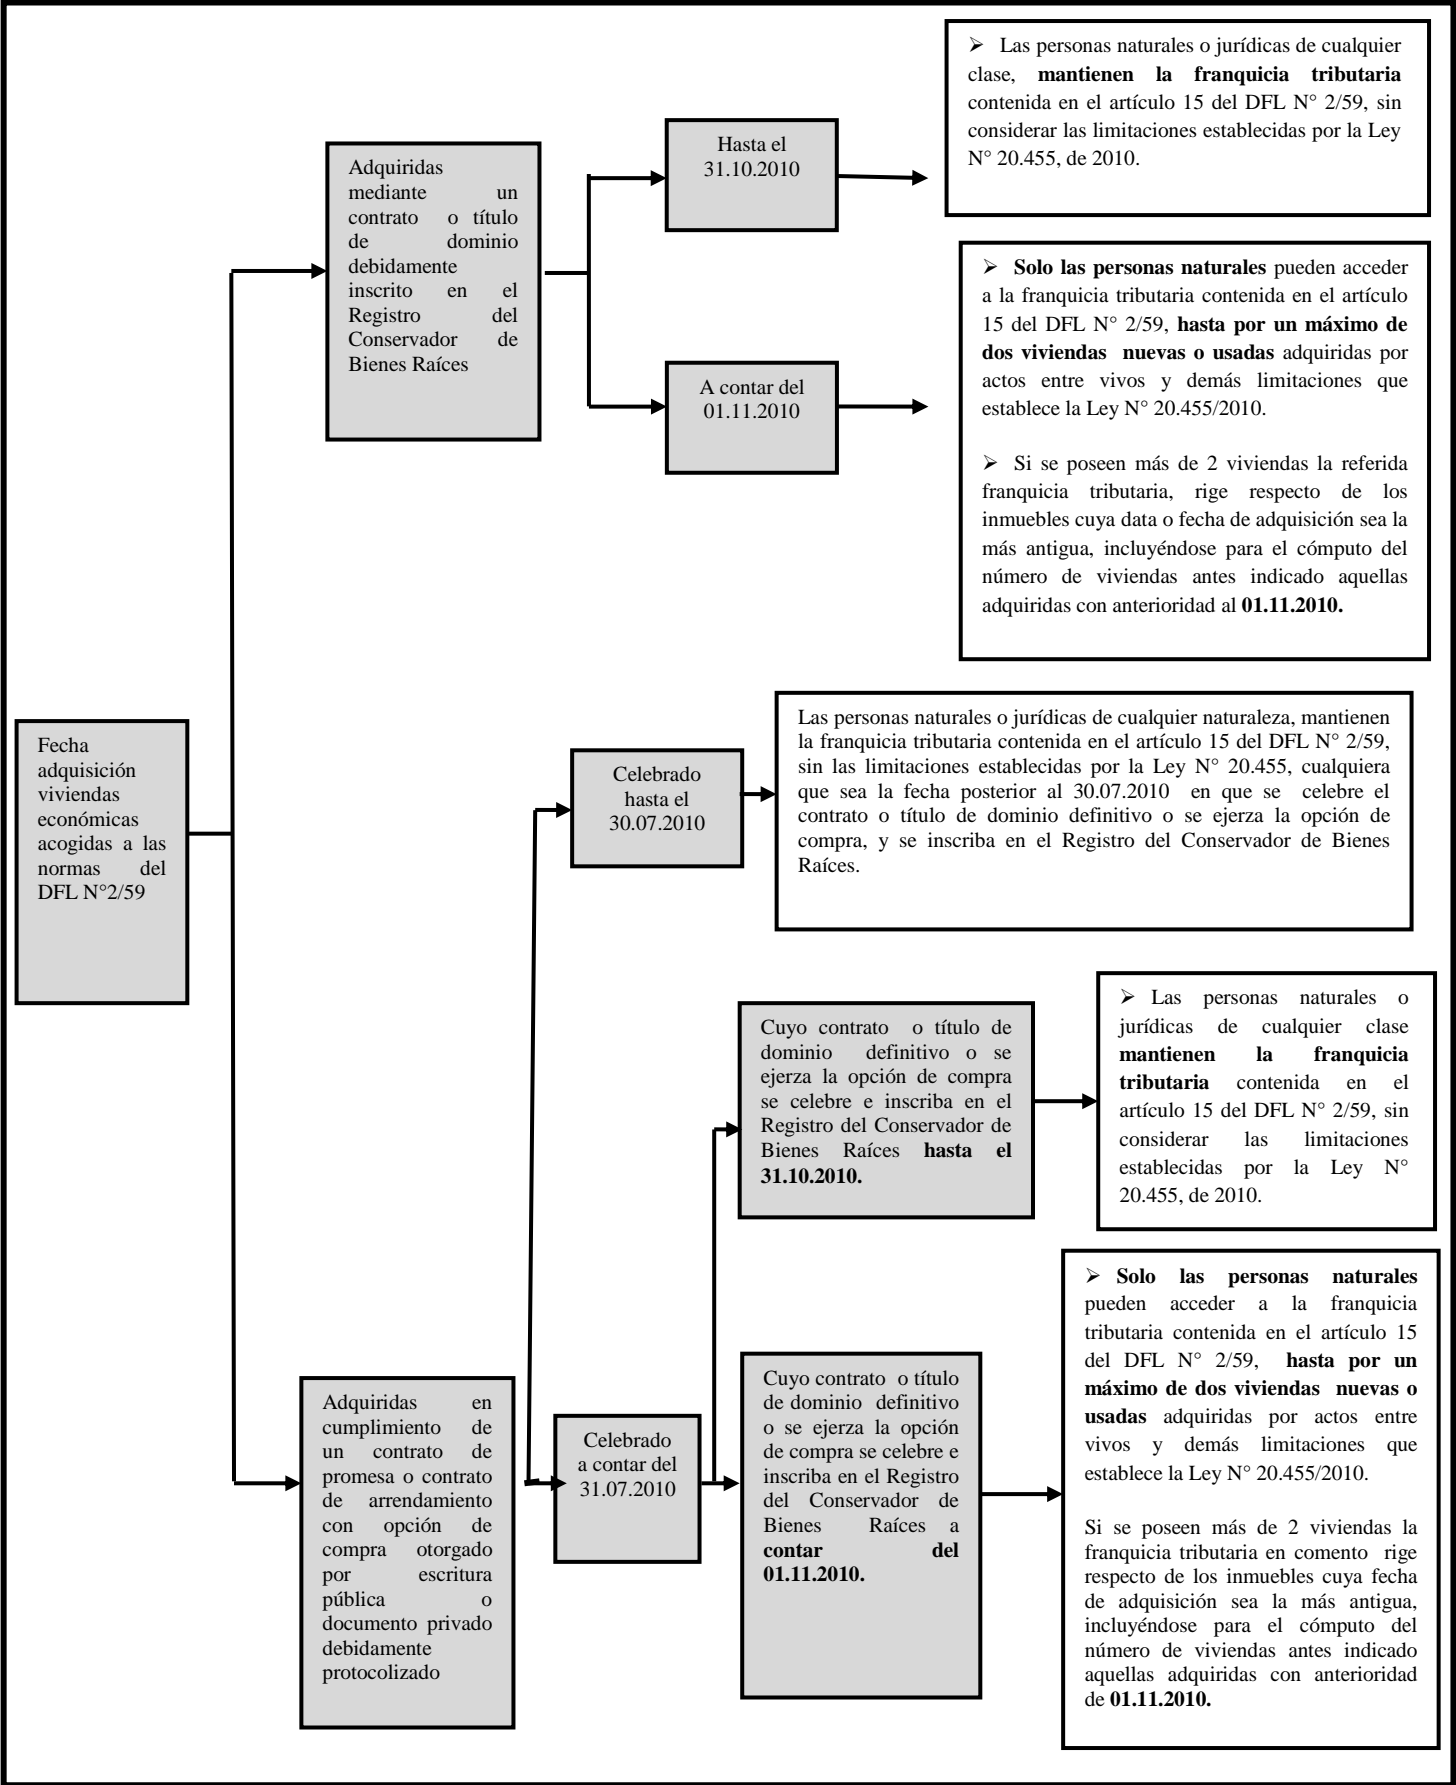 ➢ Las personas naturales o jurídicas de cualquier
clase, mantienen la franquicia tributaria
contenida en el artículo 15 del DFL N° 2/59, sin
considerar las limitaciones establecidas por la Ley
N° 20.455, de 2010.
Hasta el
31.10.2010
Adquiridas
mediante un
contrato o título
de dominio
debidamente
inscrito en el
Registro del
Conservador de
Bienes Raíces
➢ Solo las personas naturales pueden acceder
a la franquicia tributaria contenida en el artículo
15 del DFL N° 2/59, hasta por un máximo de
dos viviendas nuevas o usadas adquiridas por
actos entre vivos y demás limitaciones que
establece la Ley N° 20.455/2010.
➢ Si se poseen más de 2 viviendas la referida
franquicia tributaria, rige respecto de los
inmuebles cuya data o fecha de adquisición sea la
más antigua, incluyéndose para el cómputo del
número de viviendas antes indicado aquellas
adquiridas con anterioridad al 01.11.2010.
A contar del
01.11.2010
Fecha
adquisición
viviendas
económicas
acogidas a las
normas del
DFL N°2/59
Celebrado
hasta el
30.07.2010
Las personas naturales o jurídicas de cualquier naturaleza, mantienen
la franquicia tributaria contenida en el artículo 15 del DFL N° 2/59,
sin las limitaciones establecidas por la Ley N° 20.455, cualquiera
que sea la fecha posterior al 30.07.2010 en que se celebre el
contrato o título de dominio definitivo o se ejerza la opción de
compra, y se inscriba en el Registro del Conservador de Bienes
Raíces.
Cuyo contrato o título de
dominio definitivo o se
ejerza la opción de compra
se celebre e inscriba en el
Registro del Conservador de
Bienes Raíces hasta el
31.10.2010.
➢ Las personas naturales o
jurídicas de cualquier clase
mantienen la franquicia
tributaria contenida en el
artículo 15 del DFL N° 2/59, sin
considerar las limitaciones
establecidas por la Ley N°
20.455, de 2010.
Adquiridas en
cumplimiento de
un contrato de
promesa o contrato
de arrendamiento
con opción de
compra otorgado
por escritura
pública o
documento privado
debidamente
protocolizado
Celebrado
a contar del
31.07.2010
Cuyo contrato o título
de dominio definitivo
o se ejerza la opción
de compra se celebre e
inscriba en el Registro
del Conservador de
Bienes Raíces a
contar del
01.11.2010.
➢ Solo las personas naturales
pueden acceder a la franquicia
tributaria contenida en el artículo 15
del DFL N° 2/59, hasta por un
máximo de dos viviendas nuevas o
usadas adquiridas por actos entre
vivos y demás limitaciones que
establece la Ley N° 20.455/2010.
Si se poseen más de 2 viviendas la
franquicia tributaria en comento rige
respecto de los inmuebles cuya fecha
de adquisición sea la más antigua,
incluyéndose para el cómputo del
número de viviendas antes indicado
aquellas adquiridas con anterioridad
de 01.11.2010.